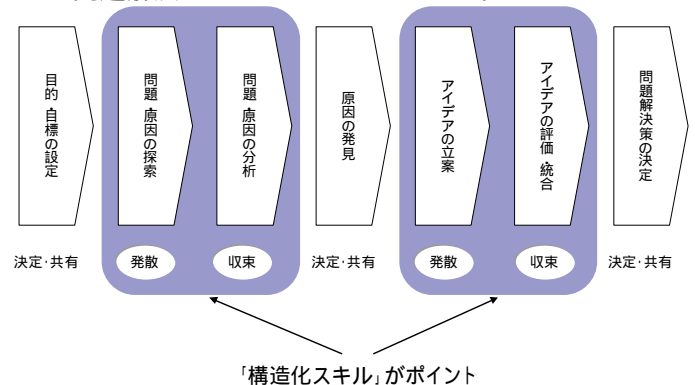 目的・目標の設定
問題・原因の探索
問題・原因の分析
原因の発見
アイデアの立案
アイデアの評価・統合
問題解決策の決定
決定・共有
発散
収束
決定・共有
発散
収束
決定・共有
「構造化スキル」がポイント